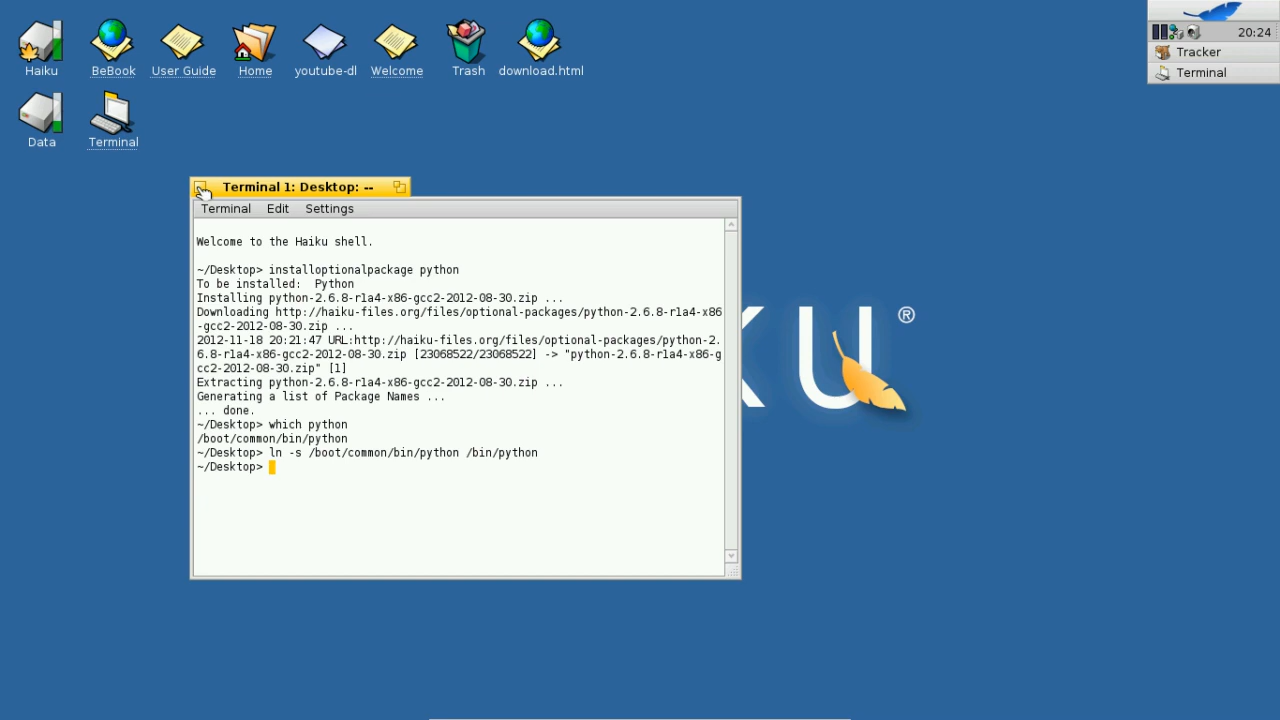 Haiku
BeBook
User Guide
Home
youtube-dl
Welcome
Trash
download.html
20:24
Tracker
Terminal
Data
Terminal
Terminal 1: Desktop: --
Terminal Edit Settings
Welcome to the Haiku shell.
~/Desktop> installoptionalpackage python
To be installed:  Python
Installing python-2.6.8-r1a4-x86-gcc2-2012-08-30.zip ...
Downloading http://haiku-files.org/files/optional-packages/python-2.6.8-r1a4-x86
-gcc2-2012-08-30.zip ...
2012-11-18 20:21:47 URL:http://haiku-files.org/files/optional-packages/python-2.
6.8-r1a4-x86-gcc2-2012-08-30.zip [23068522/23068522] -> "python-2.6.8-r1a4-x86-g
cc2-2012-08-30.zip" [1]
Extracting python-2.6.8-r1a4-x86-gcc2-2012-08-30.zip ...
Generating a list of Package Names ...
... done.
~/Desktop> which python
/boot/common/bin/python
~/Desktop> ln -s /boot/common/bin/python /bin/python
~/Desktop>
KU®